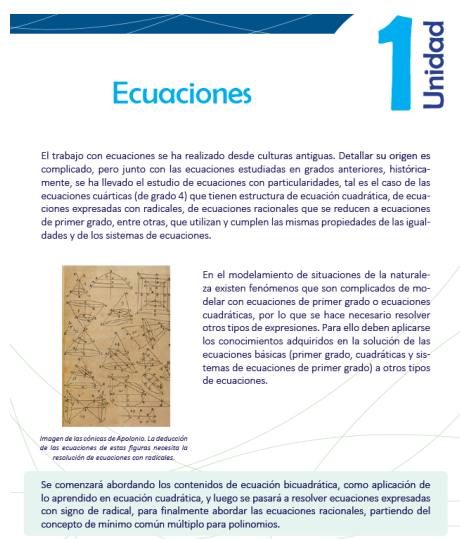 1
Unidad
Ecuaciones
El trabajo con ecuaciones se ha realizado desde culturas antiguas. Detallar su origen es
complicado, pero junto con las ecuaciones estudiadas en grados anteriores, histórica-
mente, se ha llevado el estudio de ecuaciones con particularidades, tal es el caso de las
ecuaciones cuárticas (de grado 4) que tienen estructura de ecuación cuadrática, de ecua-
ciones expresadas con radicales, de ecuaciones racionales que se reducen a ecuaciones
de primer grado, entre otras, que utilizan y cumplen las mismas propiedades de las igual-
dades y de los sistemas de ecuaciones.
En el modelamiento de situaciones de la naturale-
za existen fenómenos que son complicados de mo-
delar con ecuaciones de primer grado o ecuaciones
cuadráticas, por lo que se hace necesario resolver
otros tipos de expresiones. Para ello deben aplicarse
los conocimientos adquiridos en la solución de las
ecuaciones básicas (primer grado, cuadráticas y sis-
temas de ecuaciones de primer grado) a otros tipos
de ecuaciones.
Imagen de las cónicas de Apolonio. La deducción
de las ecuaciones de estas figuras necesita la
resolución de ecuaciones con radicales.
Se comenzará abordando los contenidos de ecuación bicuadrática, como aplicación de
lo aprendido en ecuación cuadrática, y luego se pasará a resolver ecuaciones expresadas
con signo de radical, para finalmente abordar las ecuaciones racionales, partiendo del
concepto de mínimo común múltiplo para polinomios.